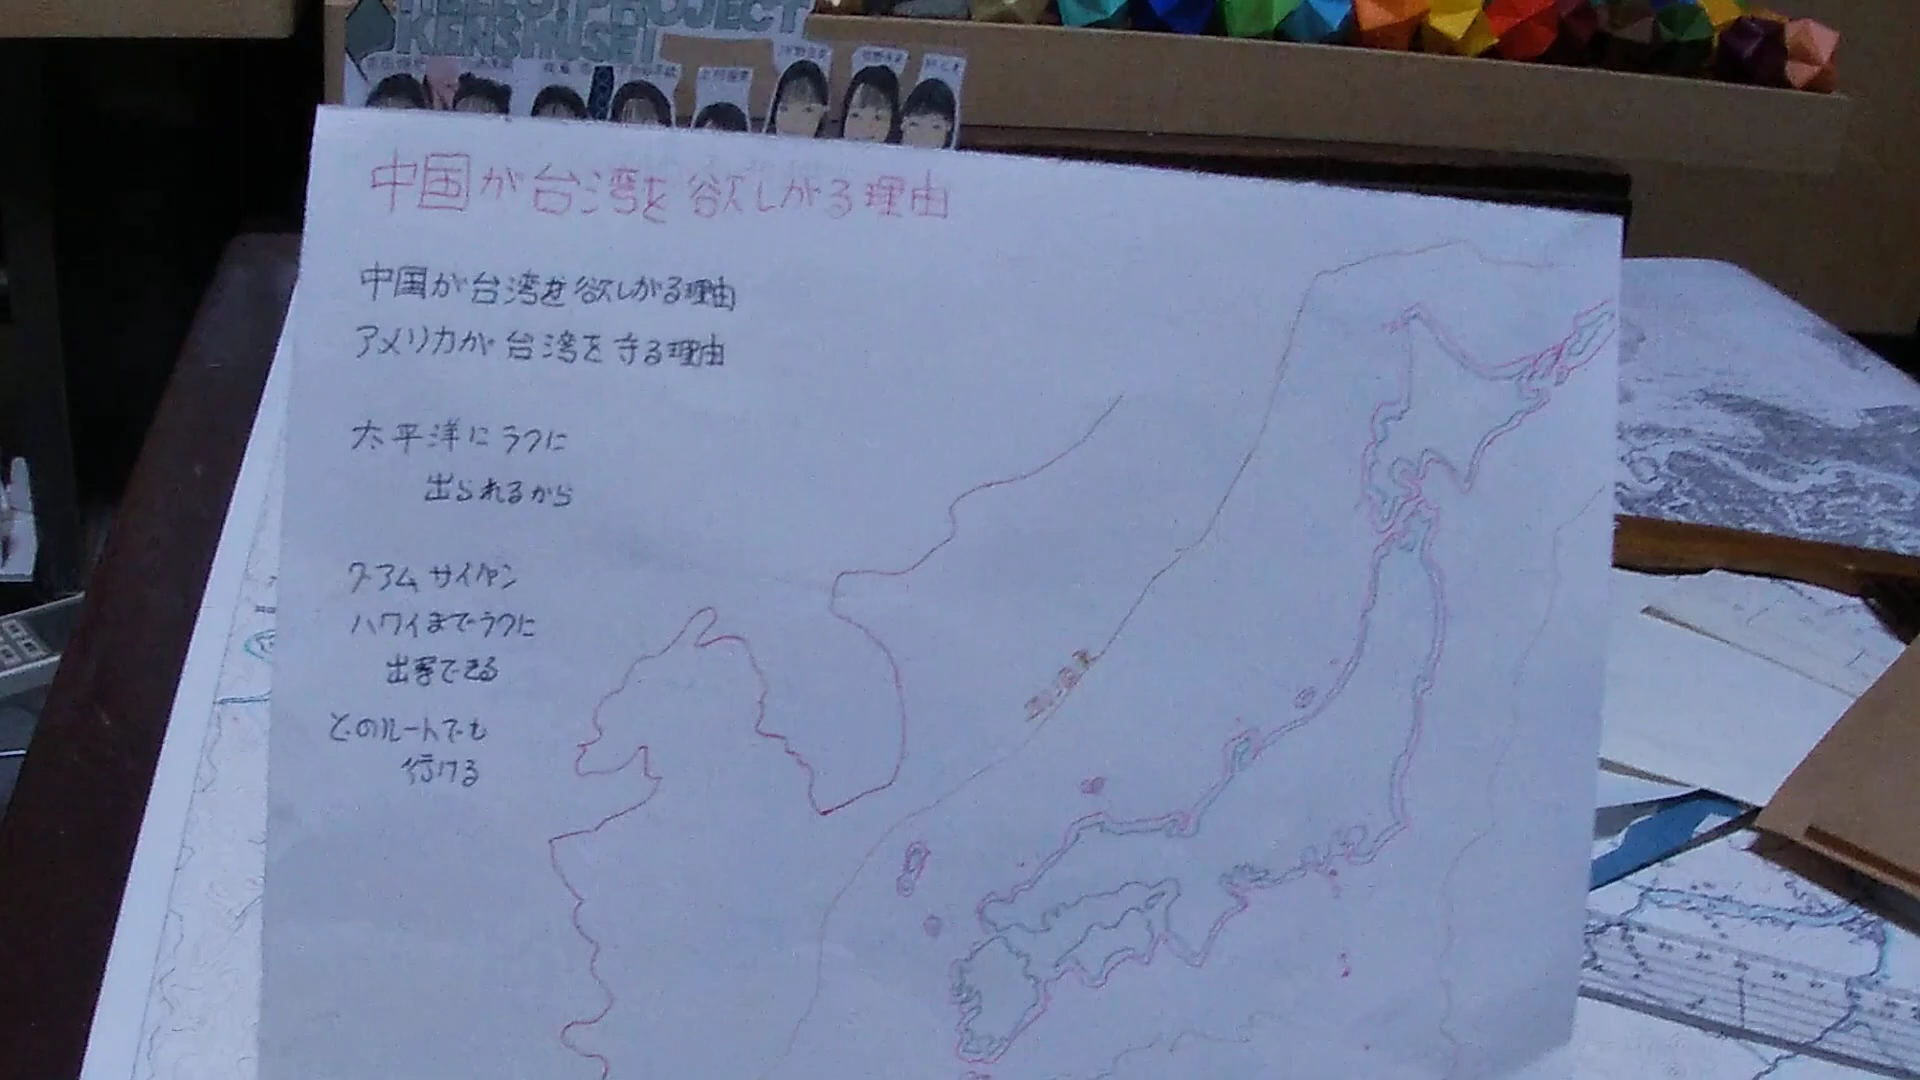 HELLO! PROJECT
KENSHUSEI
中国が台湾を欲しがる理由
中国が台湾を欲しがる理由
アメリカが台湾を守る理由
太平洋にラクに
出られるから
グアム サイパン
ハワイまでラクに
出撃できる
どのルートでも
行ける